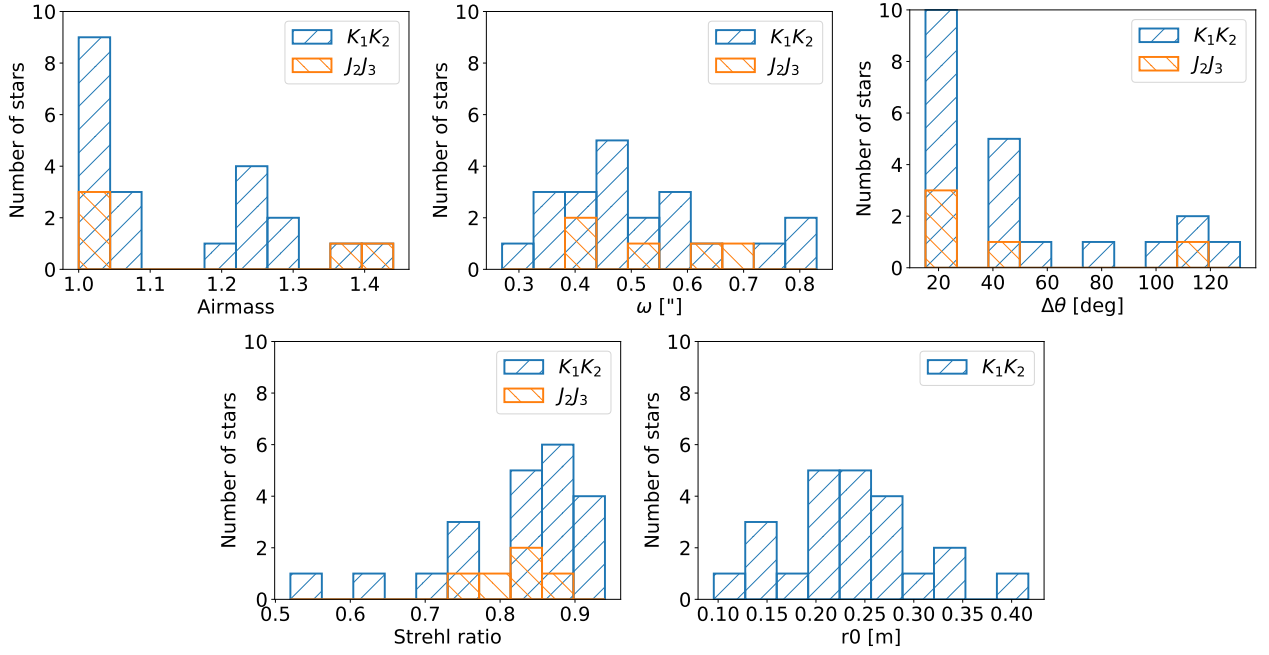 10
8
6
4
2
0
Number of stars
K₁K₂
J₂J₃
1.0 1.1 1.2 1.3 1.4
Airmass
10
8
6
4
2
0
Number of stars
K₁K₂
J₂J₃
0.3 0.4 0.5 0.6 0.7 0.8
ω ["]
10
8
6
4
2
0
Number of stars
K₁K₂
J₂J₃
20 40 60 80 100 120
Δθ [deg]
10
8
6
4
2
0
Number of stars
K₁K₂
J₂J₃
0.5 0.6 0.7 0.8 0.9
Strehl ratio
10
8
6
4
2
0
Number of stars
K₁K₂
0.10 0.15 0.20 0.25 0.30 0.35 0.40
r0 [m]